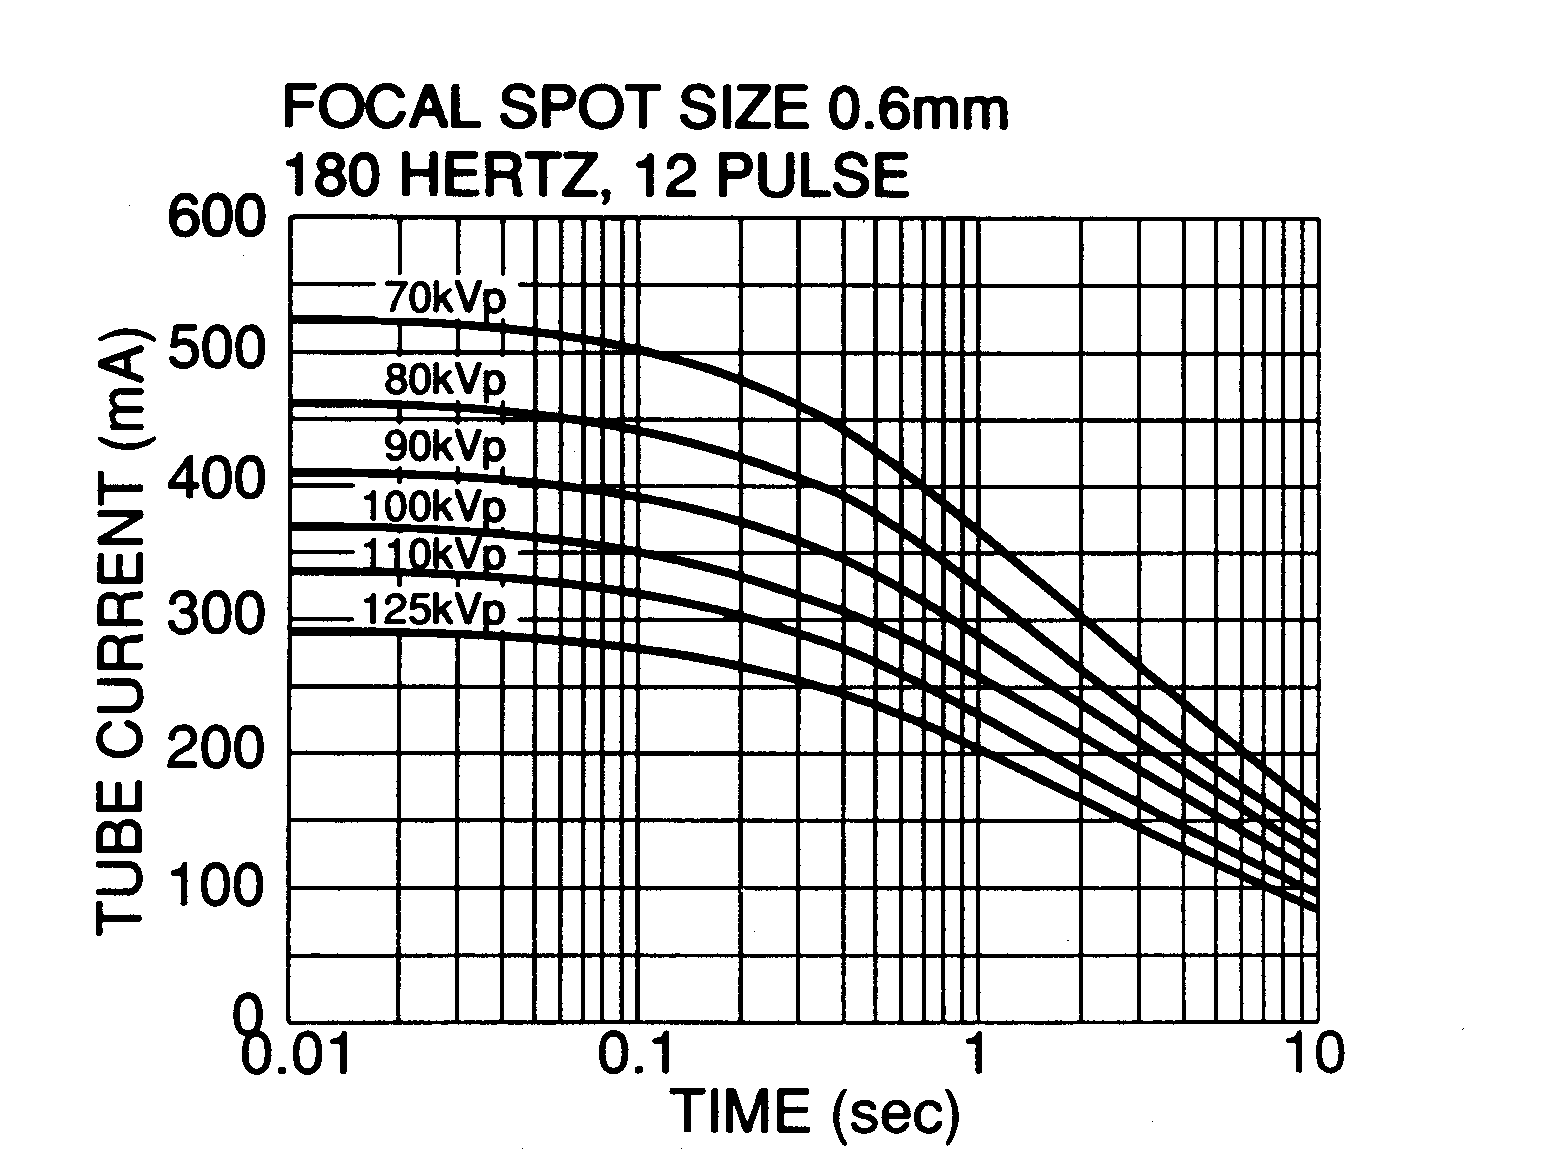 FOCAL SPOT SIZE 0.6mm
180 HERTZ, 12 PULSE
600
500
400
300
200
100
0
TUBE CURRENT (mA)
70kVp
80kVp
90kVp
100kVp
110kVp
125kVp
0.01 0.1 1 10
TIME (sec)